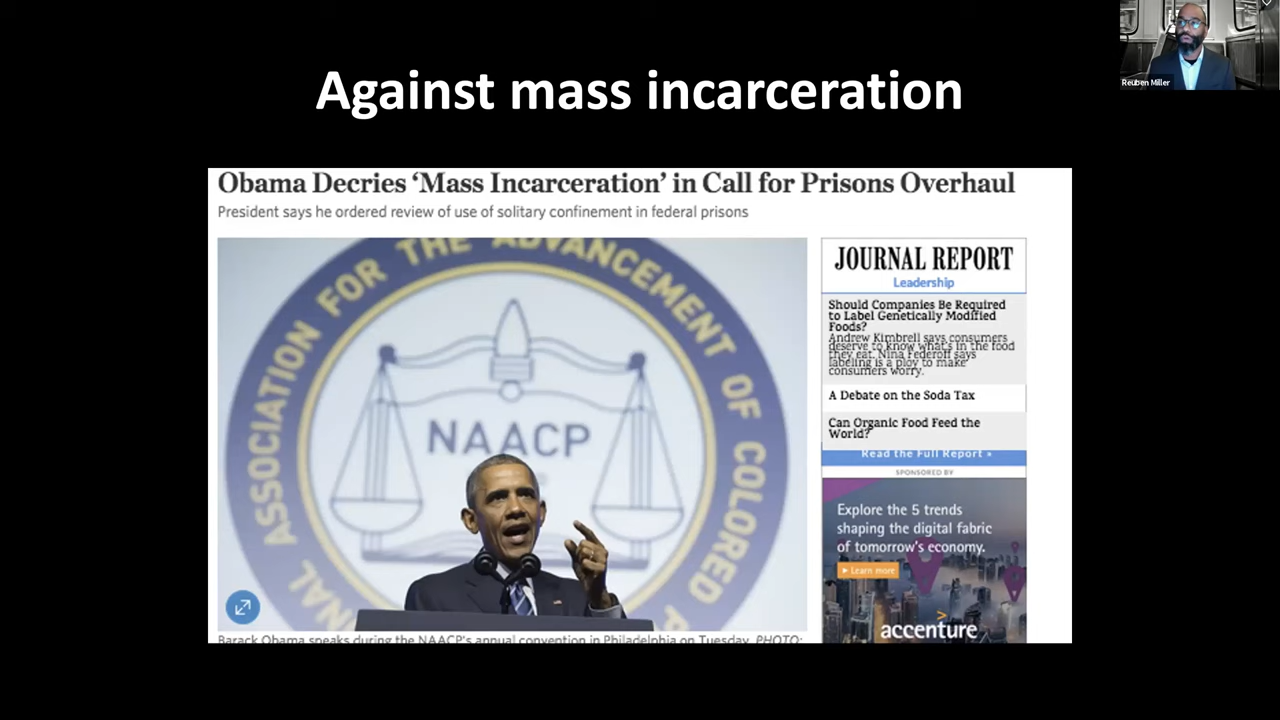 Against mass incarceration
Reuben Miller
Obama Decries ‘Mass Incarceration’ in Call for Prisons Overhaul
President says he ordered review of use of solitary confinement in federal prisons
NAL ASSOCIATION FOR THE ADVANCEMENT OF COLORED P
NAACP
Barack Obama speaks during the NAACP's annual convention in Philadelphia on Tuesday. PHOTO:
JOURNAL REPORT
Leadership
Should Companies Be Required
to Label Genetically Modified
Foods?
Andrew Kimbrell says consumers
deserve to know what's in the food
they eat. Nina Federoff says
labeling is a ploy to make
consumers worry.
A Debate on the Soda Tax
Can Organic Food Feed the
World?
Read the Full Report »
SPONSORED BY
Explore the 5 trends
shaping the digital fabric
of tomorrow's economy.
Learn more
accenture